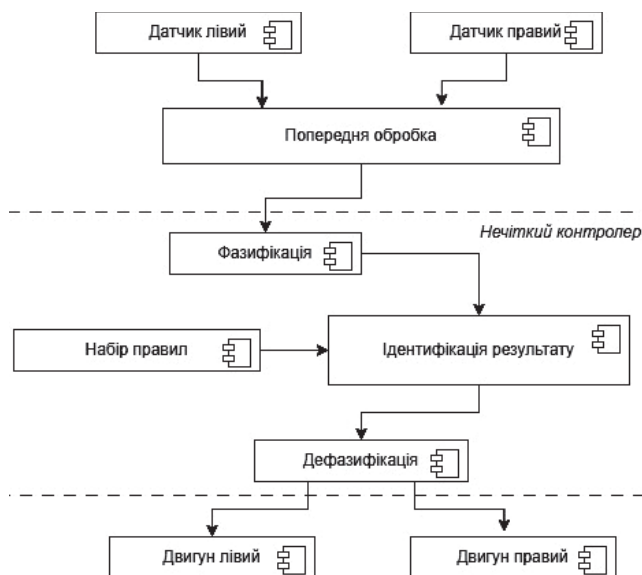 Датчик лівий
Датчик правий
Попередня обробка
Нечіткий контролер
Фазифікація
Набір правил
Ідентифікація результату
Дефазифікація
Двигун лівий
Двигун правий